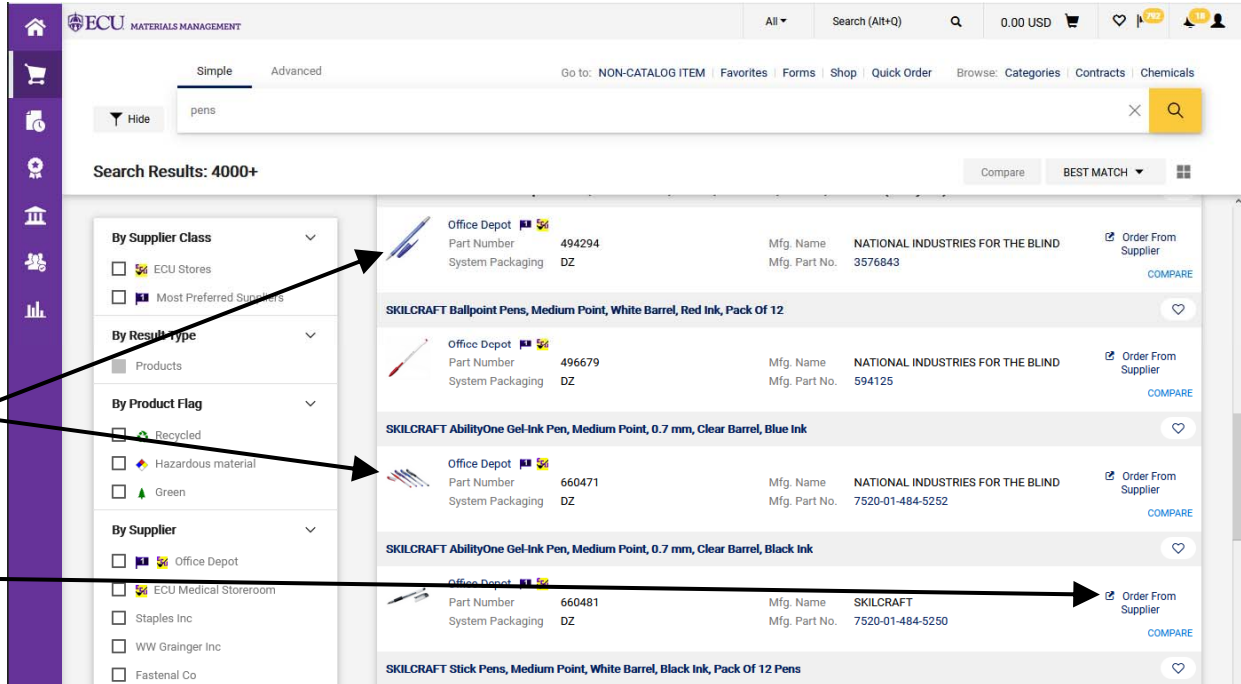 ECU MATERIALS MANAGEMENT
All Search (Alt+Q) 0.00 USD 702 18
Simple Advanced
Go to: NON-CATALOG ITEM Favorites Forms Shop Quick Order Browse: Categories Contracts Chemicals
Hide pens
Search Results: 4000+
Compare BEST MATCH
By Supplier Class
ECU Stores
Most Preferred Suppliers
By Result Type
Products
By Product Flag
Recycled
Hazardous material
Green
By Supplier
Office Depot
ECU Medical Storeroom
Staples Inc
WW Grainger Inc
Fastenal Co
Office Depot
Part Number 494294 Mfg. Name NATIONAL INDUSTRIES FOR THE BLIND
System Packaging DZ Mfg. Part No. 3576843
Order From
Supplier
COMPARE
SKILCRAFT Ballpoint Pens, Medium Point, White Barrel, Red Ink, Pack Of 12
Office Depot
Part Number 496679 Mfg. Name NATIONAL INDUSTRIES FOR THE BLIND
System Packaging DZ Mfg. Part No. 594125
Order From
Supplier
COMPARE
SKILCRAFT AbilityOne Gel-Ink Pen, Medium Point, 0.7 mm, Clear Barrel, Blue Ink
Office Depot
Part Number 660471 Mfg. Name NATIONAL INDUSTRIES FOR THE BLIND
System Packaging DZ Mfg. Part No. 7520-01-484-5252
Order From
Supplier
COMPARE
SKILCRAFT AbilityOne Gel-Ink Pen, Medium Point, 0.7 mm, Clear Barrel, Black Ink
Office Depot
Part Number 660481 Mfg. Name SKILCRAFT
System Packaging DZ Mfg. Part No. 7520-01-484-5250
Order From
Supplier
COMPARE
SKILCRAFT Stick Pens, Medium Point, White Barrel, Black Ink, Pack Of 12 Pens